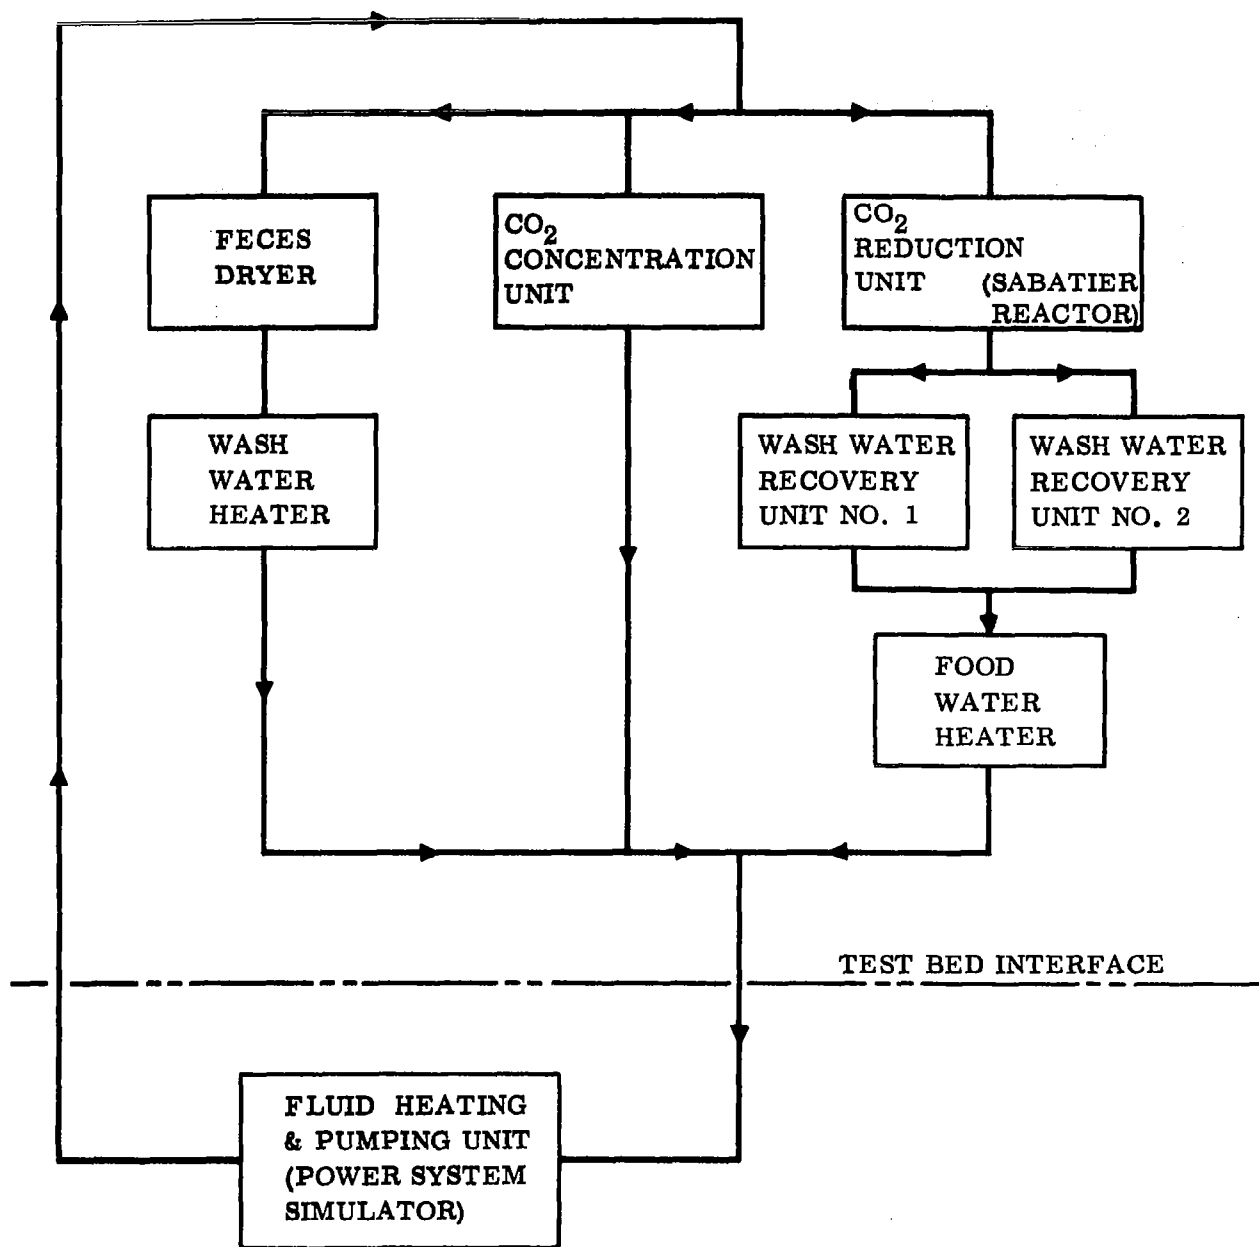 FECES
DRYER
CO2
CONCENTRATION
UNIT
CO2
REDUCTION
UNIT (SABATIER
REACTOR)
WASH
WATER
HEATER
WASH WATER
RECOVERY
UNIT NO. 1
WASH WATER
RECOVERY
UNIT NO. 2
FOOD
WATER
HEATER
TEST BED INTERFACE
FLUID HEATING
& PUMPING UNIT
(POWER SYSTEM
SIMULATOR)